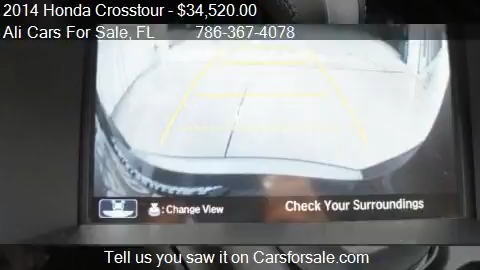 2014 Honda Crosstour - $34,520.00
Ali Cars For Sale, FL 786-367-4078
: Change View
Check Your Surroundings
Tell us you saw it on Carsforsale.com